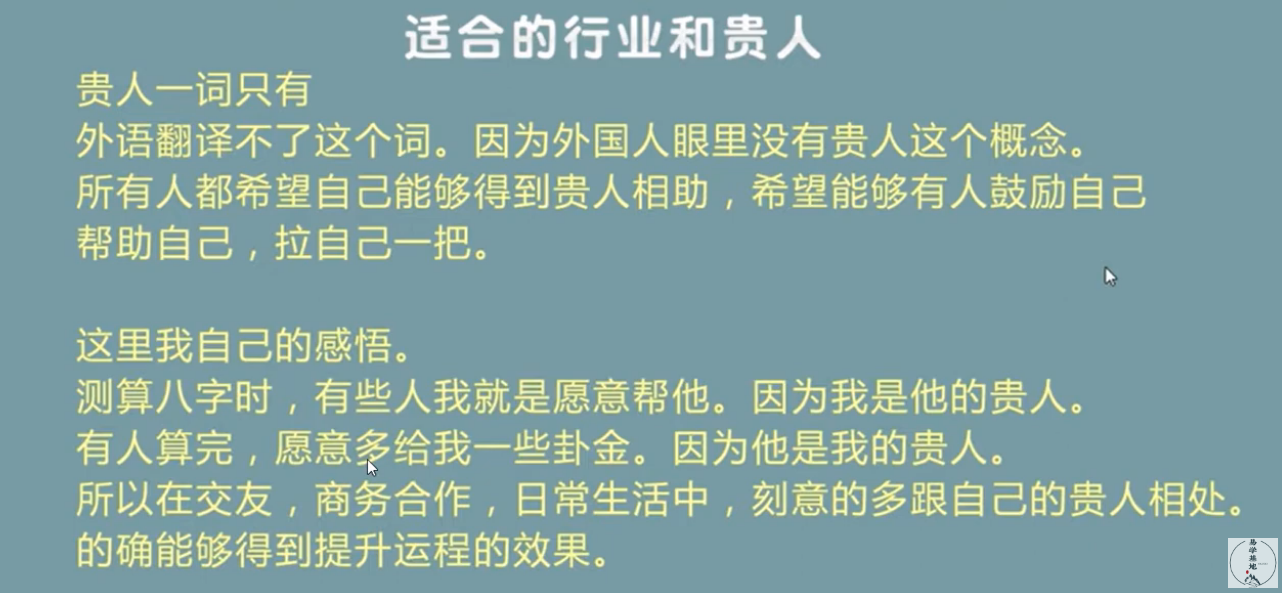 适合的行业和贵人
贵人一词只有
外语翻译不了这个词。因为外国人眼里没有贵人这个概念。
所有人都希望自己能够得到贵人相助，希望能够有人鼓励自己
帮助自己，拉自己一把。
这里我自己的感悟。
测算八字时，有些人我就是愿意帮他。因为我是他的贵人。
有人算完，愿意多给我一些卦金。因为他是我的贵人。
所以在交友，商务合作，日常生活中，刻意的多跟自己的贵人相处。
的确能够得到提升运程的效果。
易学基地